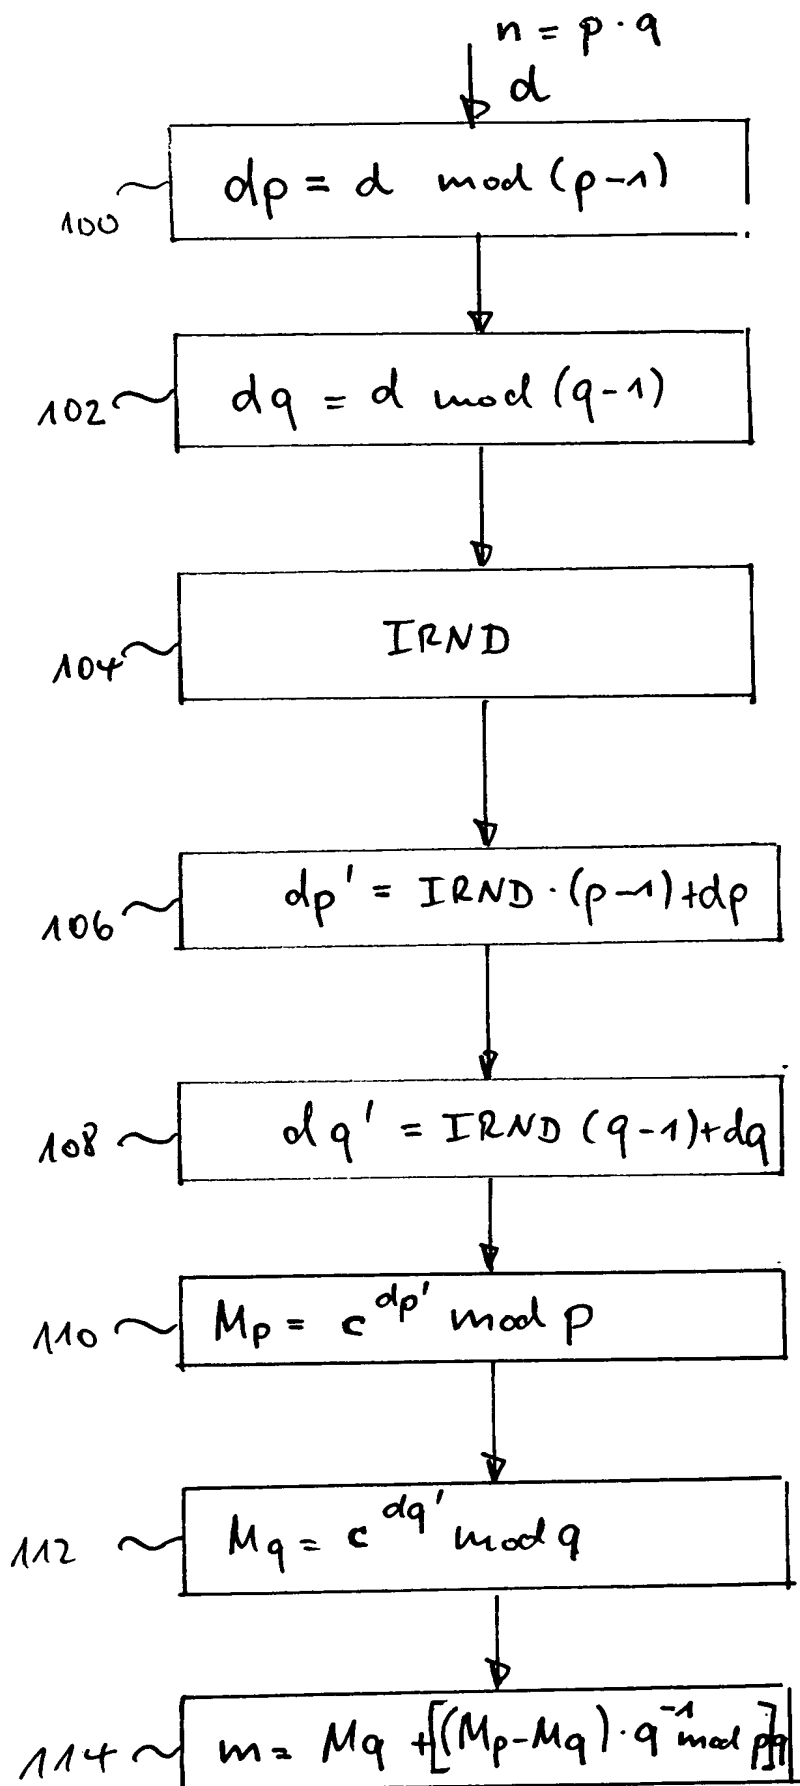 n = p · q
d
100 dp = d mod (p-1)
102 dq = d mod (q-1)
104 IRND
106 dp' = IRND · (p-1)+dp
108 dq' = IRND (q-1)+dq
110 Mp = c^dp' mod p
112 Mq = c^dq' mod q
114 m = Mq +[(Mp-Mq) · q^-1 mod p]q